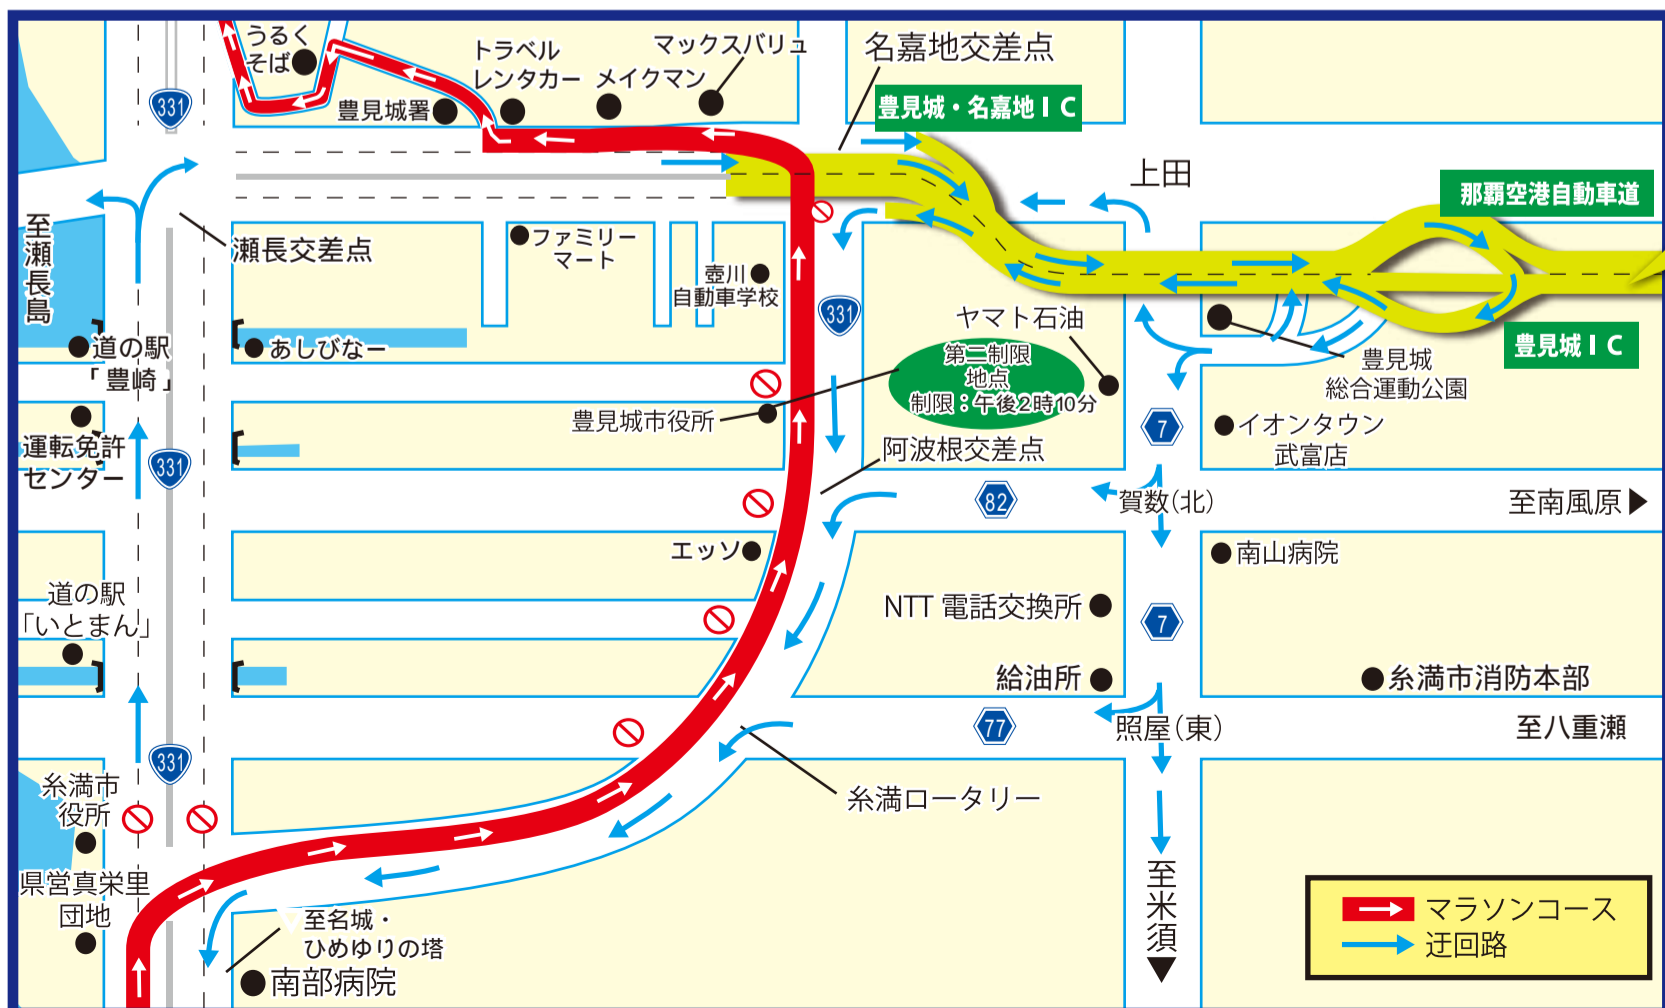 うるく
そば
トラベル
レンタカー
メイクマン
マックスバリュ
名嘉地交差点
豊見城署
豊見城・名嘉地IC
331
上田
那覇空港自動車道
至瀬長島
瀬長交差点
ファミリー
マート
壺川
自動車学校
331
ヤマト石油
道の駅
「豊崎」
あしびなー
第二制限
地点
制限：午後2時10分
豊見城IC
豊見城
総合運動公園
豊見城市役所
7
イオンタウン
武富店
運転免許
センター
331
阿波根交差点
82
賀数(北)
至南風原
エッソ
南山病院
道の駅
「いとまん」
NTT 電話交換所
7
給油所
糸満市消防本部
77
照屋(東)
至八重瀬
331
糸満市
役所
糸満ロータリー
県営真栄里
団地
至名城・
ひめゆりの塔
南部病院
至米須
マラソンコース
迂回路